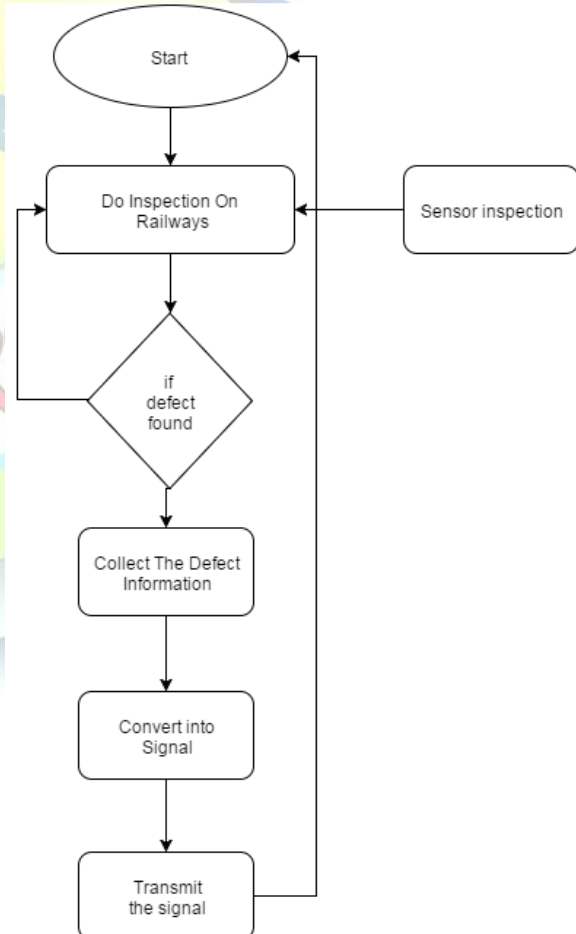 Start
Do Inspection On
Railways
Sensor inspection
if
defect
found
Collect The Defect
Information
Convert into
Signal
Transmit
the signal